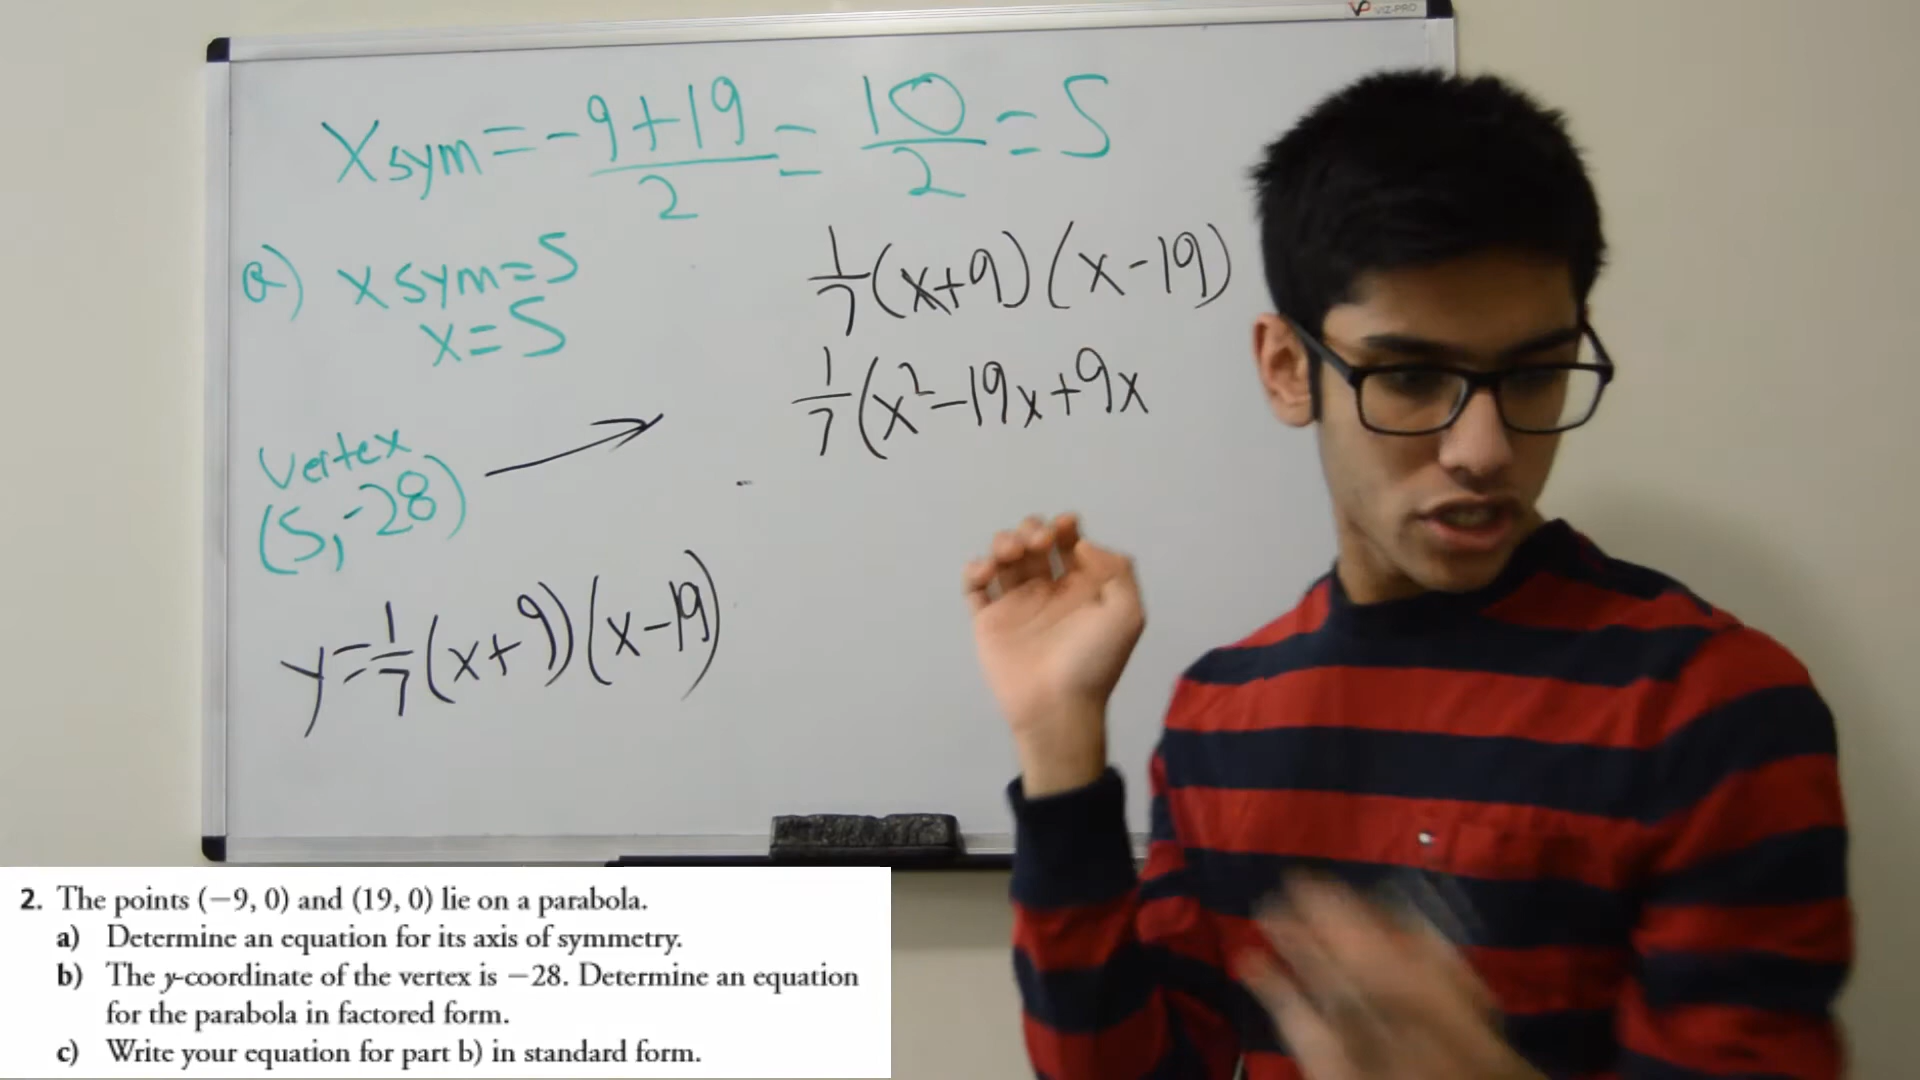 VIZ-PRO
Xsym = -9+19/2 = 10/2 = 5
a) x sym=5
x=5
1/7(x+9)(x-19)
1/7(x²-19x+9x
Vertex
(5,-28)
y=1/7(x+9)(x-19)
2. The points (−9, 0) and (19, 0) lie on a parabola.
a) Determine an equation for its axis of symmetry.
b) The y-coordinate of the vertex is −28. Determine an equation
for the parabola in factored form.
c) Write your equation for part b) in standard form.